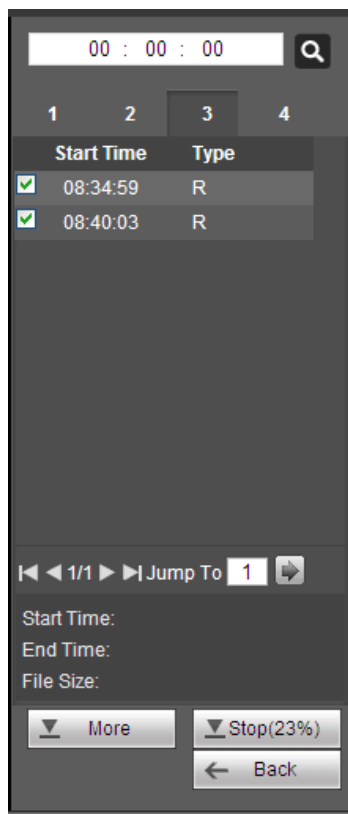 00 : 00 : 00
1 2 3 4
Start Time Type
08:34:59 R
08:40:03 R
1/1 Jump To 1
Start Time:
End Time:
File Size:
More Stop(23%)
Back